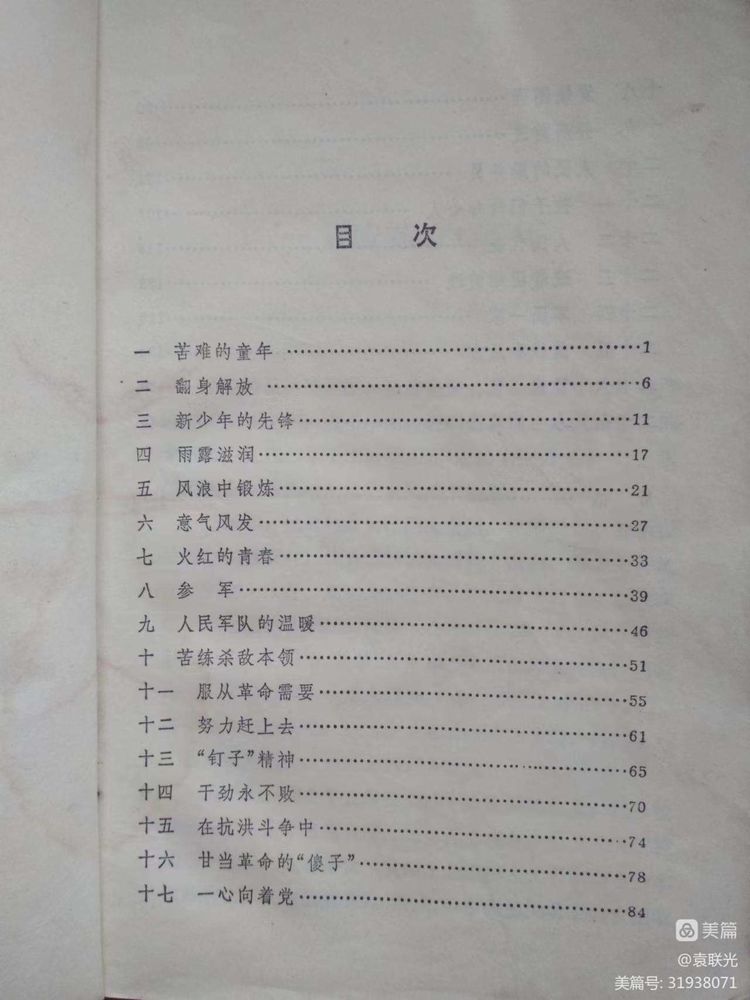 目 次
一 苦难的童年 ……………………1
二 翻身解放 ……………………6
三 新少年的先锋……………………11
四 雨露滋润……………………17
五 风浪中锻炼……………………21
六 意气风发……………………27
七 火红的青春……………………33
八 参 军……………………39
九 人民军队的温暖……………………46
十 苦练杀敌本领……………………51
十一 服从革命需要……………………55
十二 努力赶上去……………………61
十三 “钉子”精神……………………65
十四 干劲永不败……………………70
十五 在抗洪斗争中……………………74
十六 甘当革命的“傻子”……………………78
十七 一心向着党……………………84
美篇
@袁联光
美篇号: 31938071